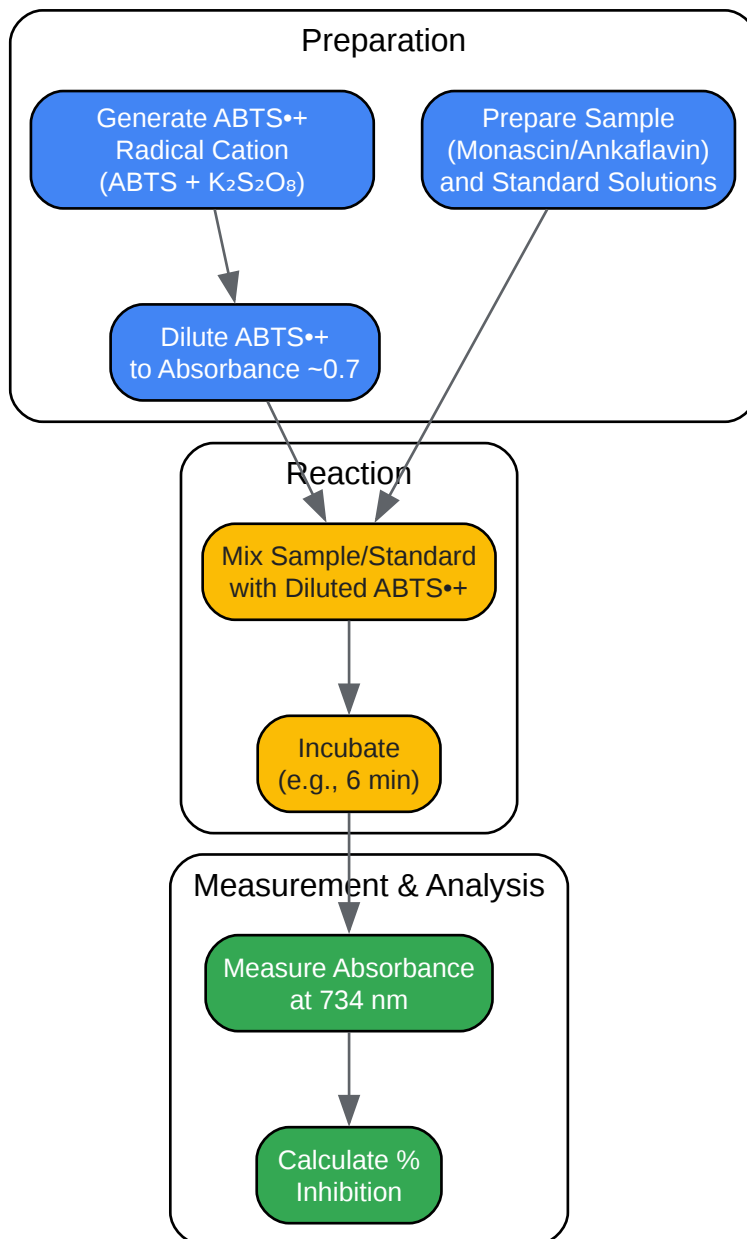 Preparation
Generate ABTS•+
Radical Cation
(ABTS + K₂S₂O₈)
Prepare Sample
(Monascin/Ankaflavin)
and Standard Solutions
Dilute ABTS•+
to Absorbance ~0.7
Reaction
Mix Sample/Standard
with Diluted ABTS•+
Incubate
(e.g., 6 min)
Measurement & Analysis
Measure Absorbance
at 734 nm
Calculate %
Inhibition